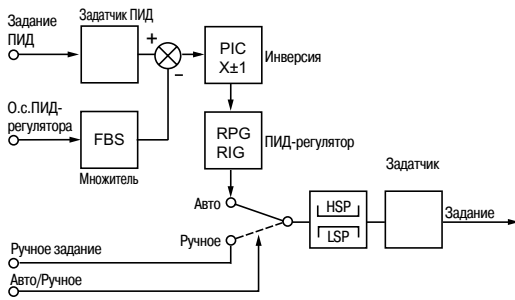 Задание
ПИД
Задатчик ПИД
+
−
PIC
X±1
Инверсия
О.с.ПИД-
регулятора
FBS
Множитель
RPG
RIG
ПИД-регулятор
Задатчик
Авто
HSP
LSP
Задание
Ручное
Ручное задание
Авто/Ручное